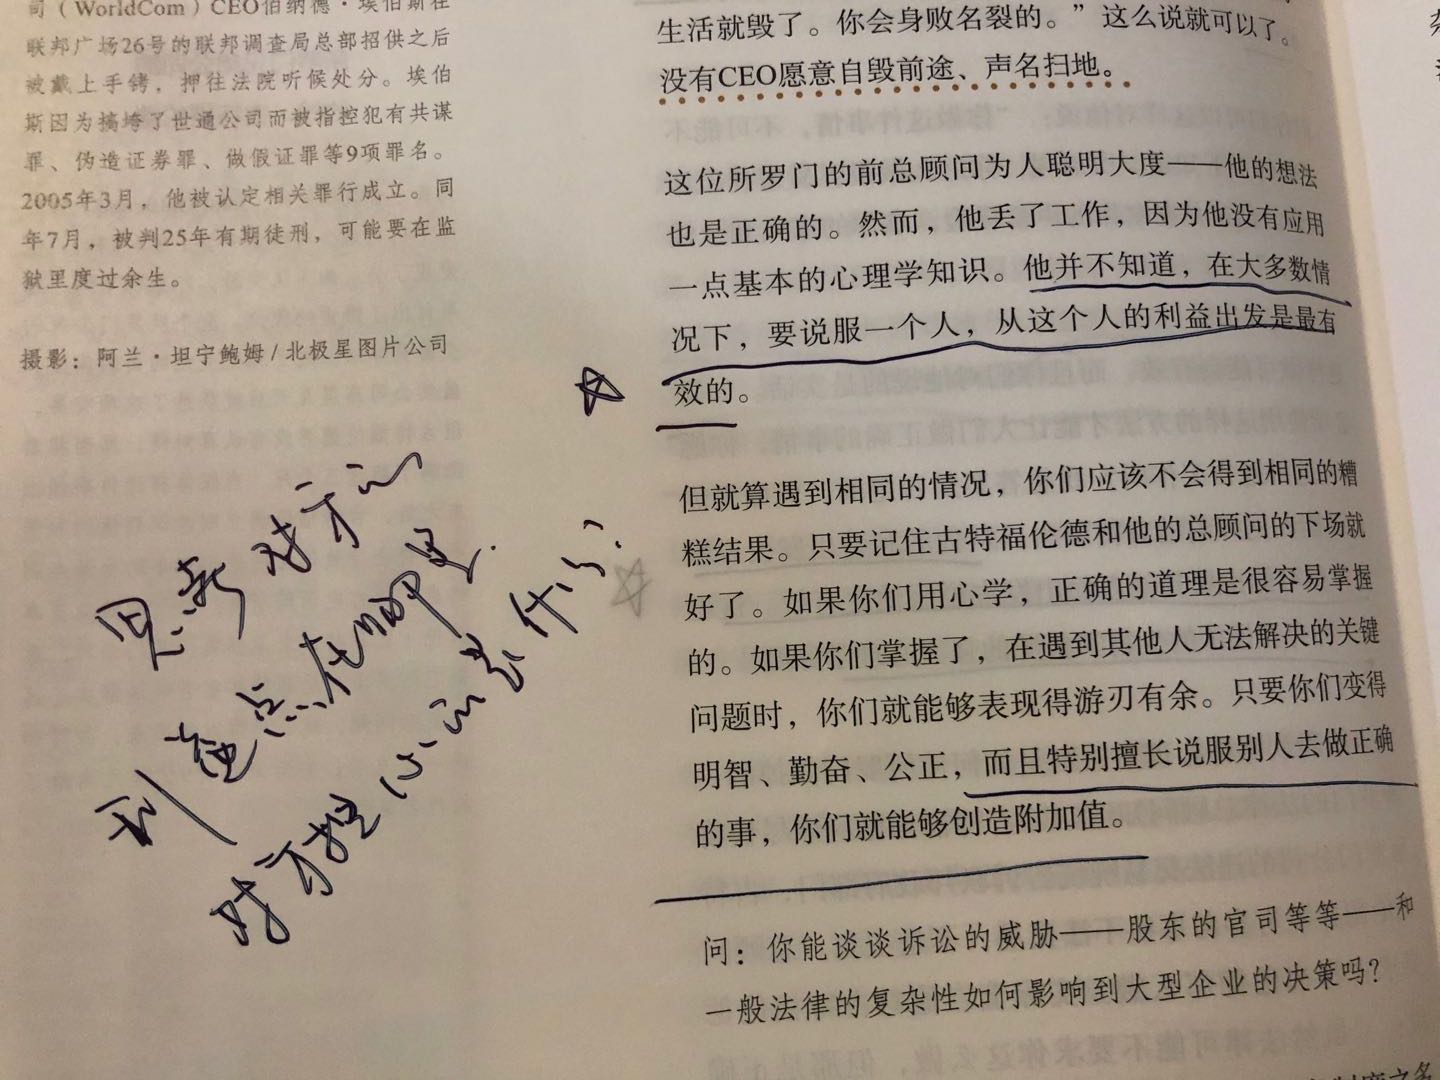 司（WorldCom）CEO伯纳德·埃伯斯在
联邦广场26号的联邦调查局总部招供之后
被戴上手铐，押往法院听候处分。埃伯
斯因为搞垮了世通公司而被指控犯有共谋
罪、伪造证券罪、做假证罪等9项罪名。
2005年3月，他被认定相关罪行成立。同
年7月，被判25年有期徒刑，可能要在监
狱里度过余生。
摄影：阿兰·坦宁鲍姆/北极星图片公司
思考对方的
利益点在哪里
对方担心的是什么？
生活就毁了。你会身败名裂的。”这么说就可以了。
没有CEO愿意自毁前途、声名扫地。
这位所罗门的前总顾问为人聪明大度——他的想法
也是正确的。然而，他丢了工作，因为他没有应用
一点基本的心理学知识。他并不知道，在大多数情
况下，要说服一个人，从这个人的利益出发是最有
效的。
但就算遇到相同的情况，你们应该不会得到相同的糟
糕结果。只要记住古特福伦德和他的总顾问的下场就
好了。如果你们用心学，正确的道理是很容易掌握
的。如果你们掌握了，在遇到其他人无法解决的关键
问题时，你们就能够表现得游刃有余。只要你们变得
明智、勤奋、公正，而且特别擅长说服别人去做正确
的事，你们就能够创造附加值。
问：你能谈谈诉讼的威胁——股东的官司等等——和
一般法律的复杂性如何影响到大型企业的决策吗？